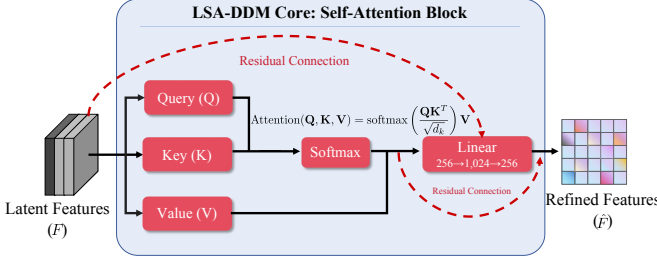 LSA-DDM Core: Self-Attention Block
Residual Connection
Query (Q)
Attention(Q, K, V) = softmax (QK^T / √d_k) V
Key (K)
Softmax
Linear
256→1,024→256
Residual Connection
Value (V)
Latent Features
(F)
Refined Features
(F̂)